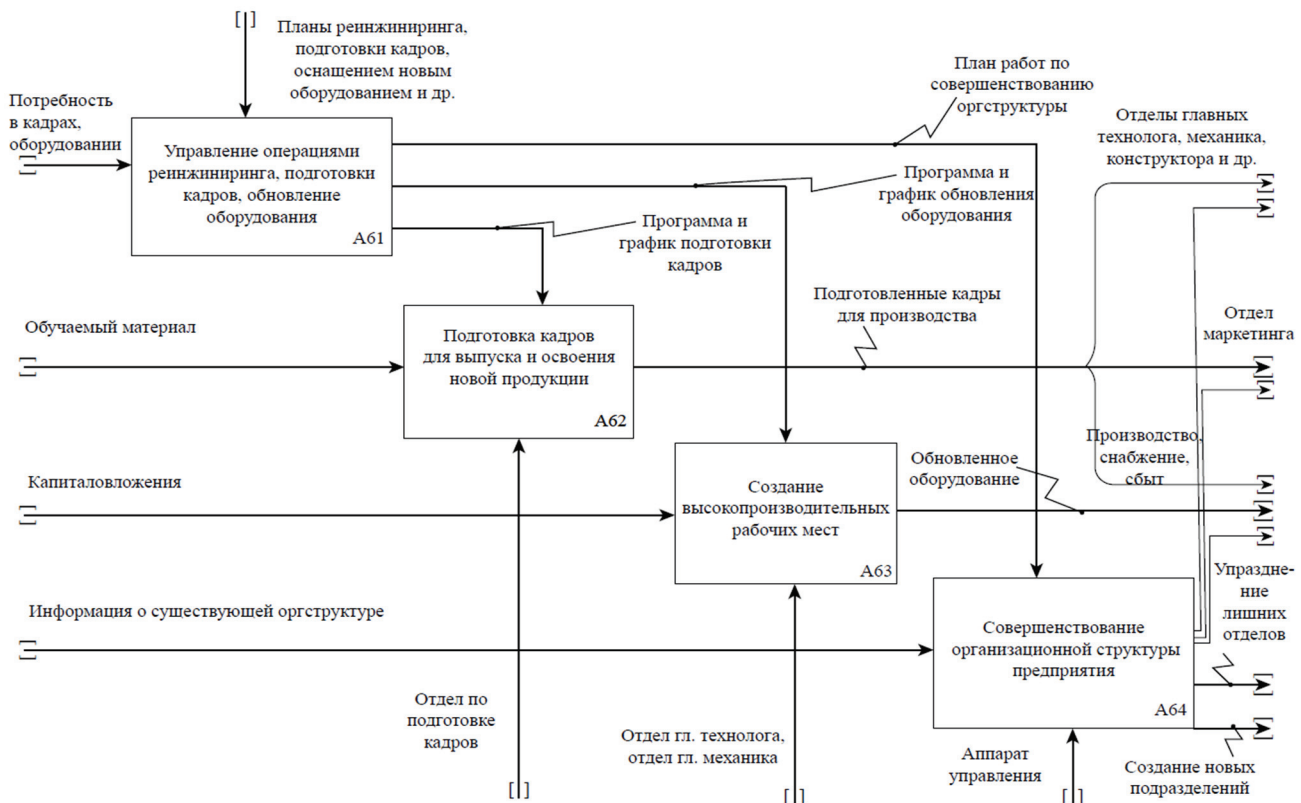 [ ]
Планы реинжиниринга,
подготовки кадров,
оснащением новым
оборудованием и др.
План работ по
совершенствованию
оргструктуры
Потребность
в кадрах,
оборудовании
[ ]
Отделы главных
технолога, механика,
конструктора и др.
[ ]
[ ]
Управление операциями
реинжиниринга, подготовки
кадров, обновление
оборудования
А61
Программа и
график обновления
оборудования
Программа и
график подготовки
кадров
Обучаемый материал
[ ]
Подготовка кадров
для выпуска и освоения
новой продукции
А62
Подготовленные кадры
для производства
Отдел
маркетинга
[ ]
[ ]
Капиталовложения
[ ]
Создание
высокопроизводительных
рабочих мест
А63
Обновленное
оборудование
Производство,
снабжение,
сбыт
[ ]
[ ]
[ ]
Информация о существующей оргструктуре
[ ]
Совершенствование
организационной структуры
предприятия
А64
Упраздне-
ние
лишних
отделов
[ ]
[ ]
Отдел по
подготовке
кадров
[ ]
Отдел гл. технолога,
отдел гл. механика
[ ]
Аппарат
управления
[ ]
Создание новых
подразделений